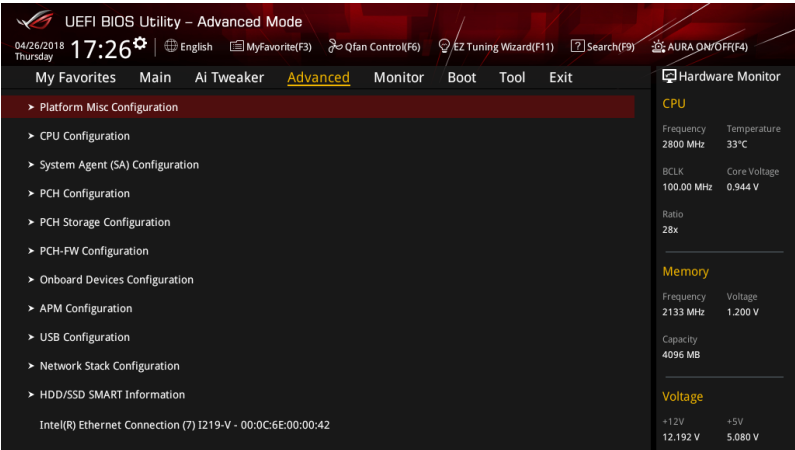 UEFI BIOS Utility – Advanced Mode
04/26/2018 Thursday 17:26 English MyFavorite(F3) Qfan Control(F6) EZ Tuning Wizard(F11) Search(F9) AURA ON/OFF(F4)
My Favorites Main Ai Tweaker Advanced Monitor Boot Tool Exit
Platform Misc Configuration
CPU Configuration
System Agent (SA) Configuration
PCH Configuration
PCH Storage Configuration
PCH-FW Configuration
Onboard Devices Configuration
APM Configuration
USB Configuration
Network Stack Configuration
HDD/SSD SMART Information
Intel(R) Ethernet Connection (7) I219-V - 00:0C:6E:00:00:42
Hardware Monitor
CPU
Frequency Temperature
2800 MHz 33°C
BCLK Core Voltage
100.00 MHz 0.944 V
Ratio
28x
Memory
Frequency Voltage
2133 MHz 1.200 V
Capacity
4096 MB
Voltage
+12V +5V
12.192 V 5.080 V